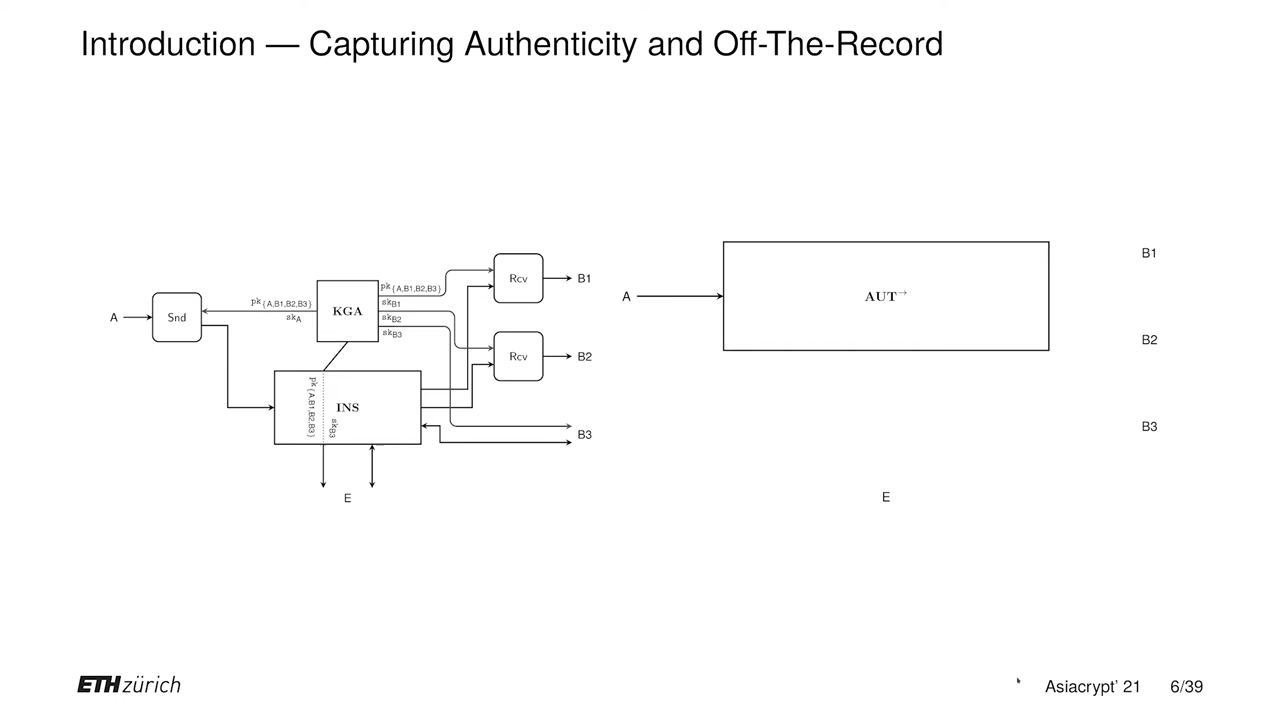 Introduction — Capturing Authenticity and Off-The-Record
A
Snd
pk{A,B1,B2,B3}
skA
KGA
pk{A,B1,B2,B3}
skB1
skB2
skB3
Rcv
B1
Rcv
B2
B3
INS
pk{A,B1,B2,B3}
skB3
E
A
AUT→
B1
B2
B3
E
ETH zürich
Asiacrypt' 21 6/39